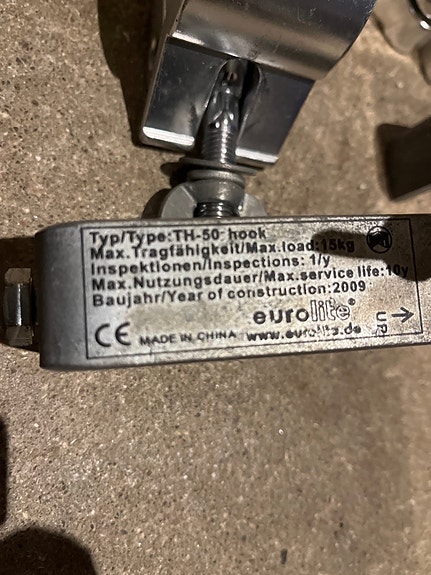 Typ/Type:TH-50 hook
Max.Tragfähigkeit/Max.load:15kg
Inspektionen/Inspections: 1/y
Max.Nutzungsdauer/Max.service life:10y
Baujahr/Year of construction:2009
eurolite®
CE MADE IN CHINA www.eurolite.de
UP